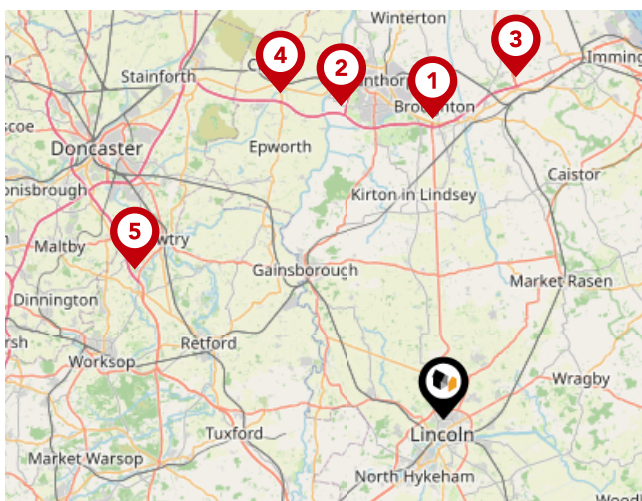 Winterton
3
4
Imming
Stainforth
2
1
Doncaster
Epworth
Caistor
Kirton in Lindsey
5
Maltby
Gainsborough
Market Rasen
Dinnington
Retford
Worksop
Wragby
Lincoln
Tuxford
Market Warsop
North Hykeham